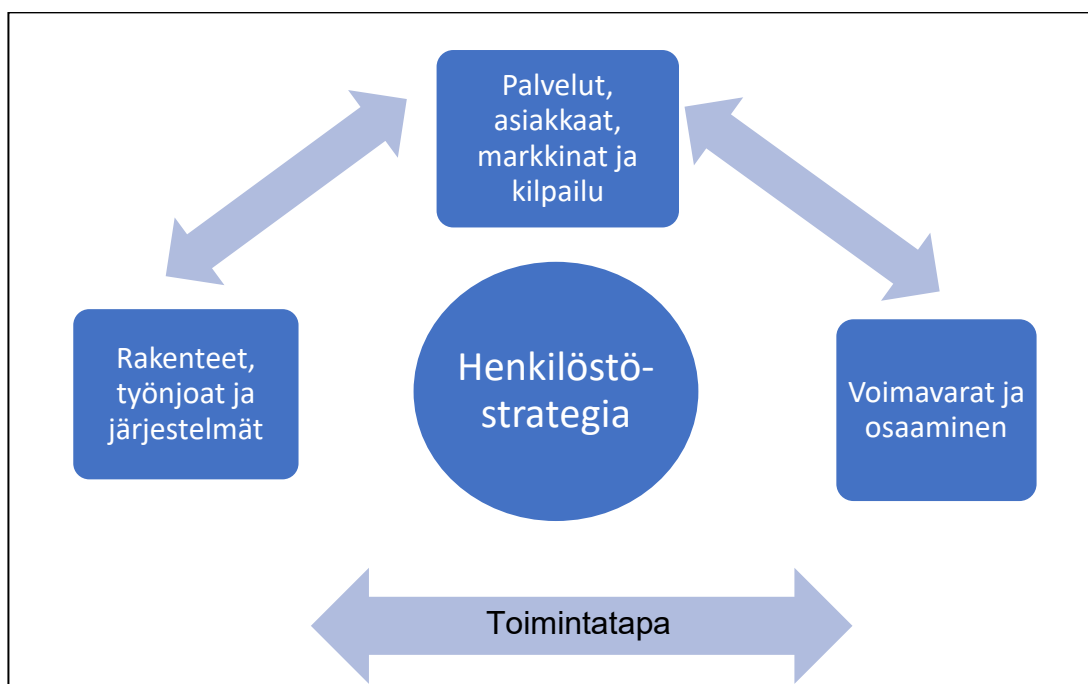 Palvelut,
asiakkaat,
markkinat ja
kilpailu
Rakenteet,
työnjoat ja
järjestelmät
Henkilöstö-
strategia
Voimavarat ja
osaaminen
Toimintatapa